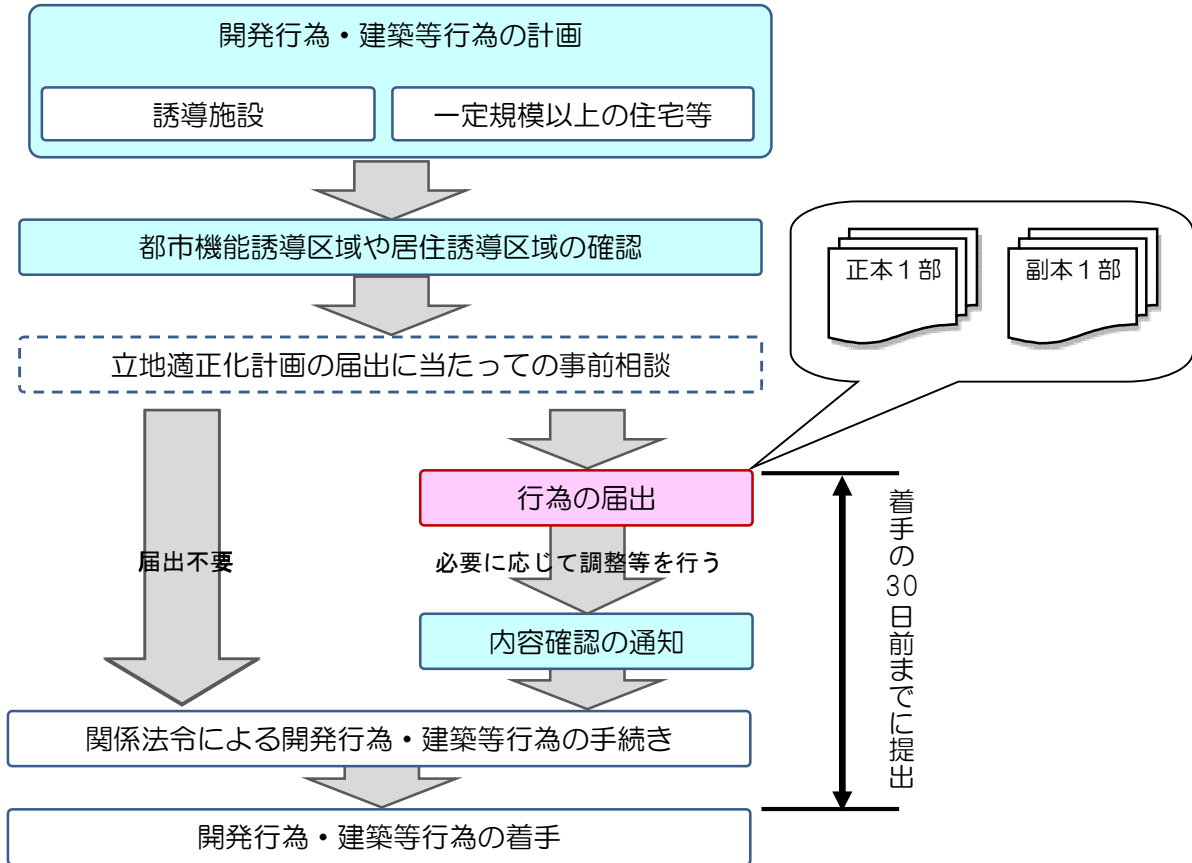 開発行為・建築等行為の計画
誘導施設
一定規模以上の住宅等
都市機能誘導区域や居住誘導区域の確認
正本１部
副本１部
立地適正化計画の届出に当たっての事前相談
行為の届出
届出不要
必要に応じて調整等を行う
内容確認の通知
着手の30日前までに提出
関係法令による開発行為・建築等行為の手続き
開発行為・建築等行為の着手